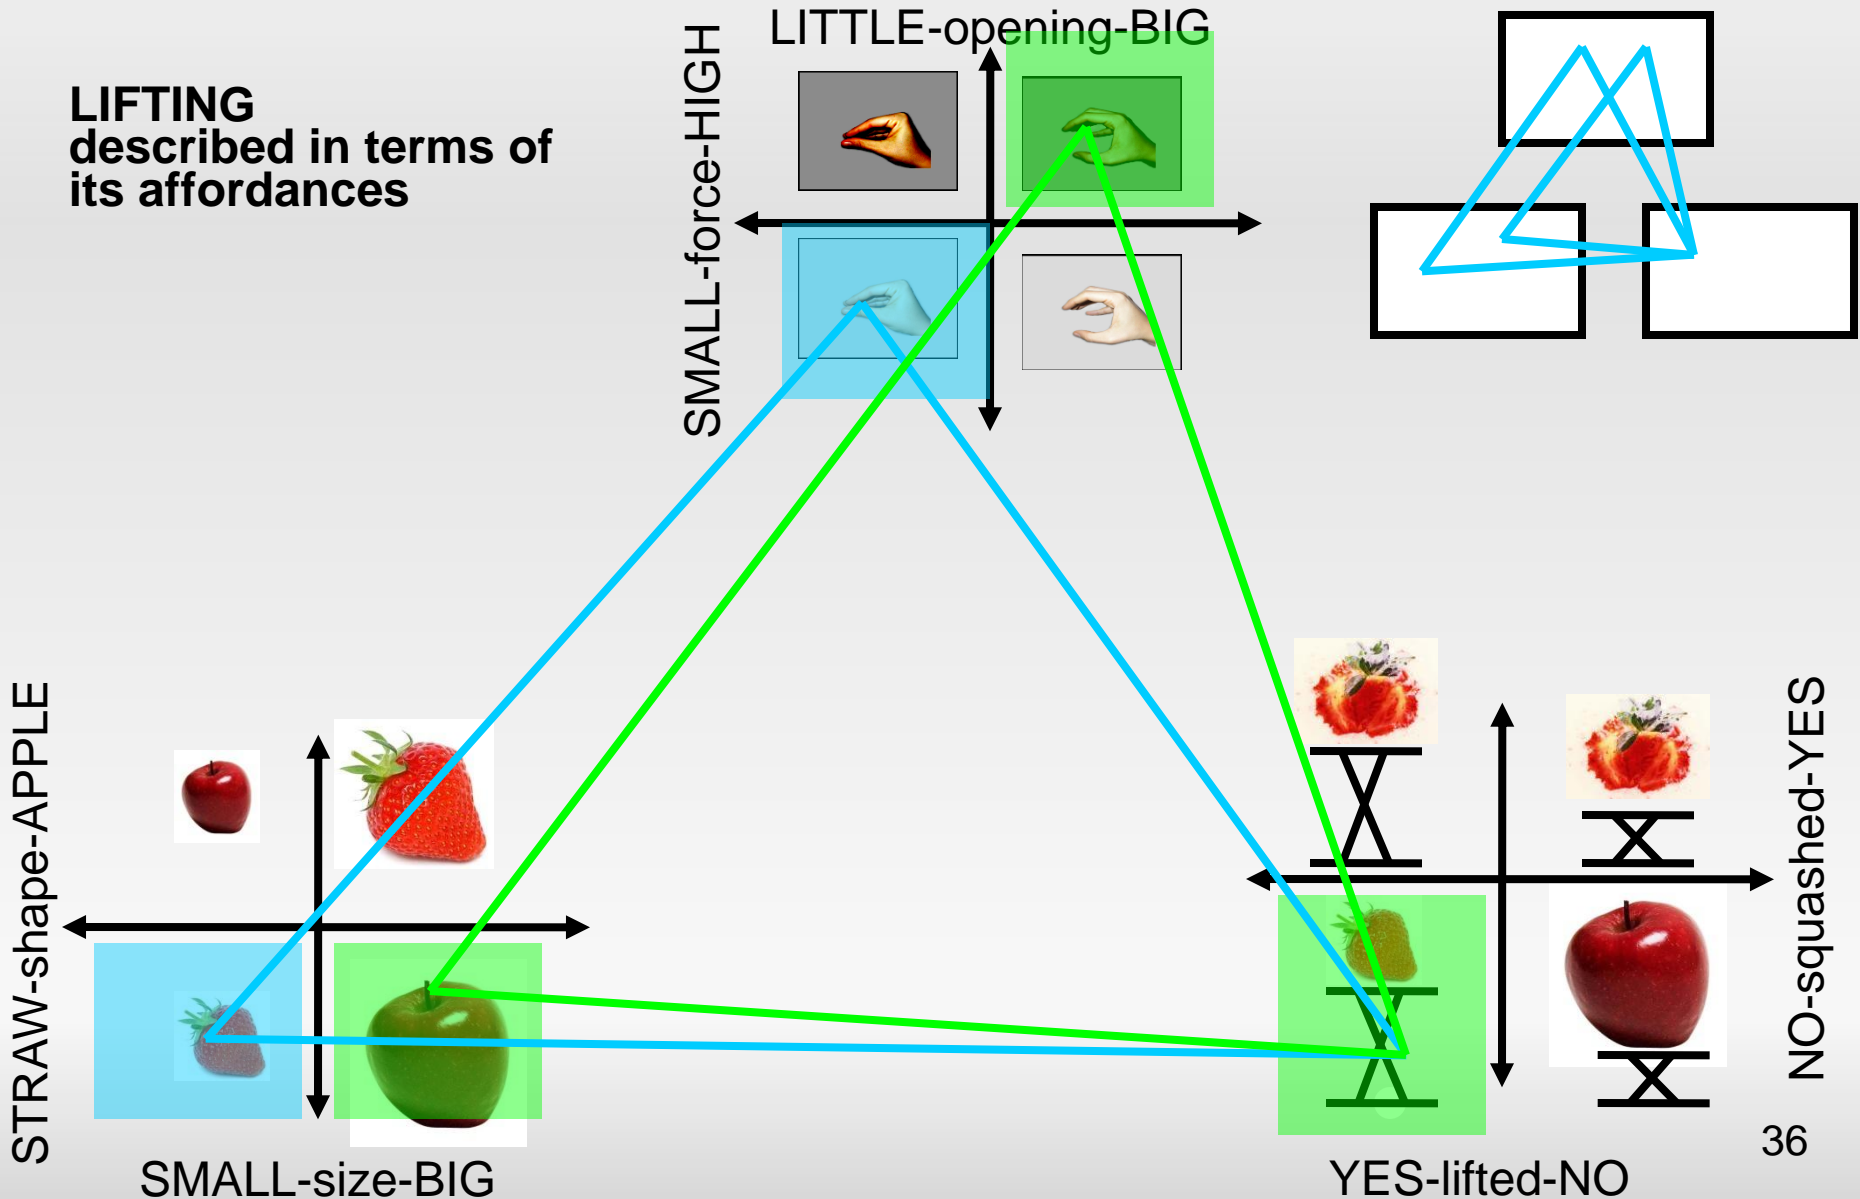 LITTLE-opening-BIG
SMALL-force-HIGH
LIFTING
described in terms of
its affordances
STRAW-shape-APPLE
SMALL-size-BIG
NO-squashed-YES
YES-lifted-NO
36